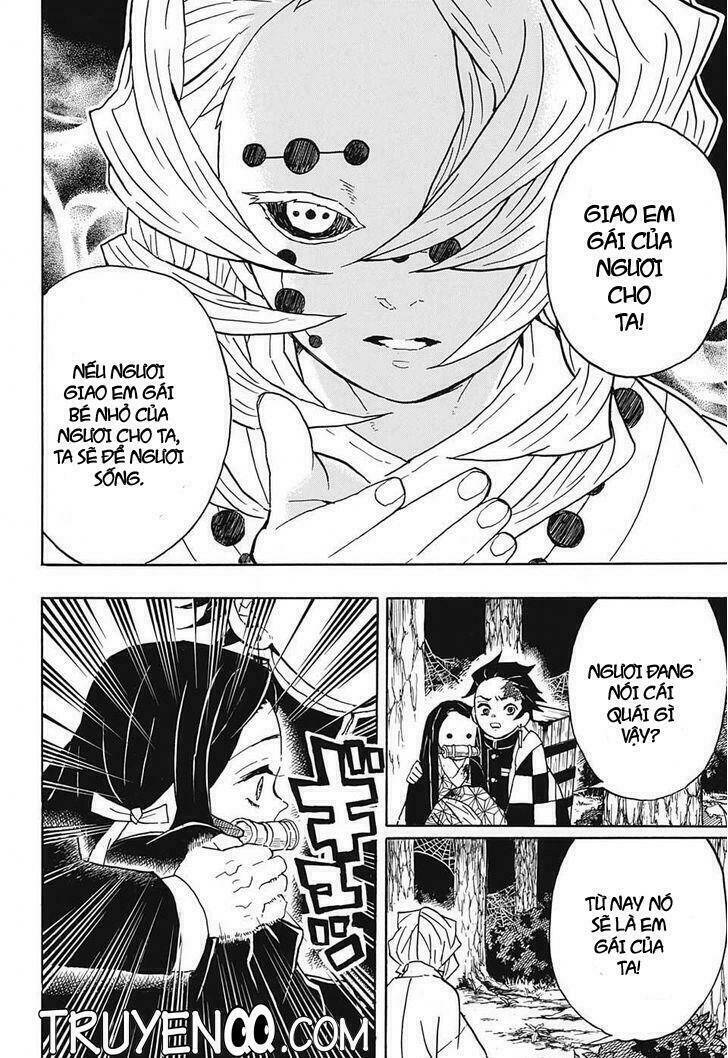 GIAO EM
GÁI CỦA
NGƯƠI
CHO
TA!
NẾU NGƯƠI
GIAO EM GÁI
BÉ NHỎ CỦA
NGƯƠI CHO TA,
TA SẼ ĐỂ NGƯƠI
SỐNG.
NGƯƠI ĐANG
NÓI CÁI
QUÁI GÌ
VẬY?
TỪ NAY NÓ
SẼ LÀ EM
GÁI CỦA
TA!
TRUYENQQ.COM